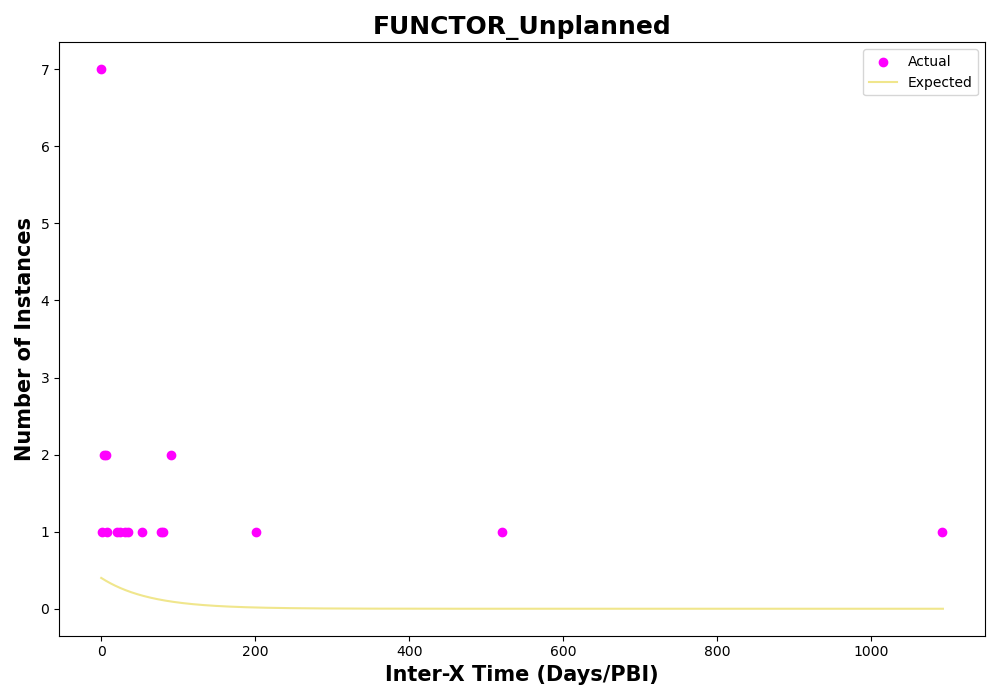 FUNCTOR_Unplanned
Actual
Expected
Number of Instances
7
6
5
4
3
2
1
0
0 200 400 600 800 1000
Inter-X Time (Days/PBI)